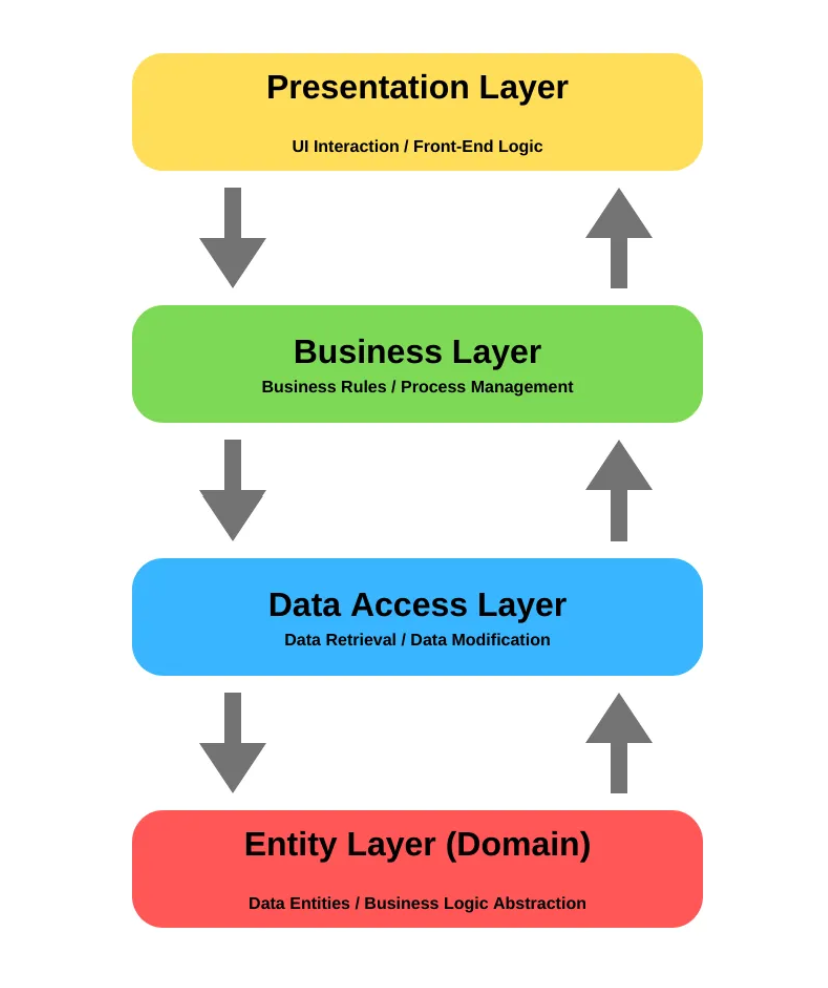 Presentation Layer
UI Interaction / Front-End Logic
Business Layer
Business Rules / Process Management
Data Access Layer
Data Retrieval / Data Modification
Entity Layer (Domain)
Data Entities / Business Logic Abstraction